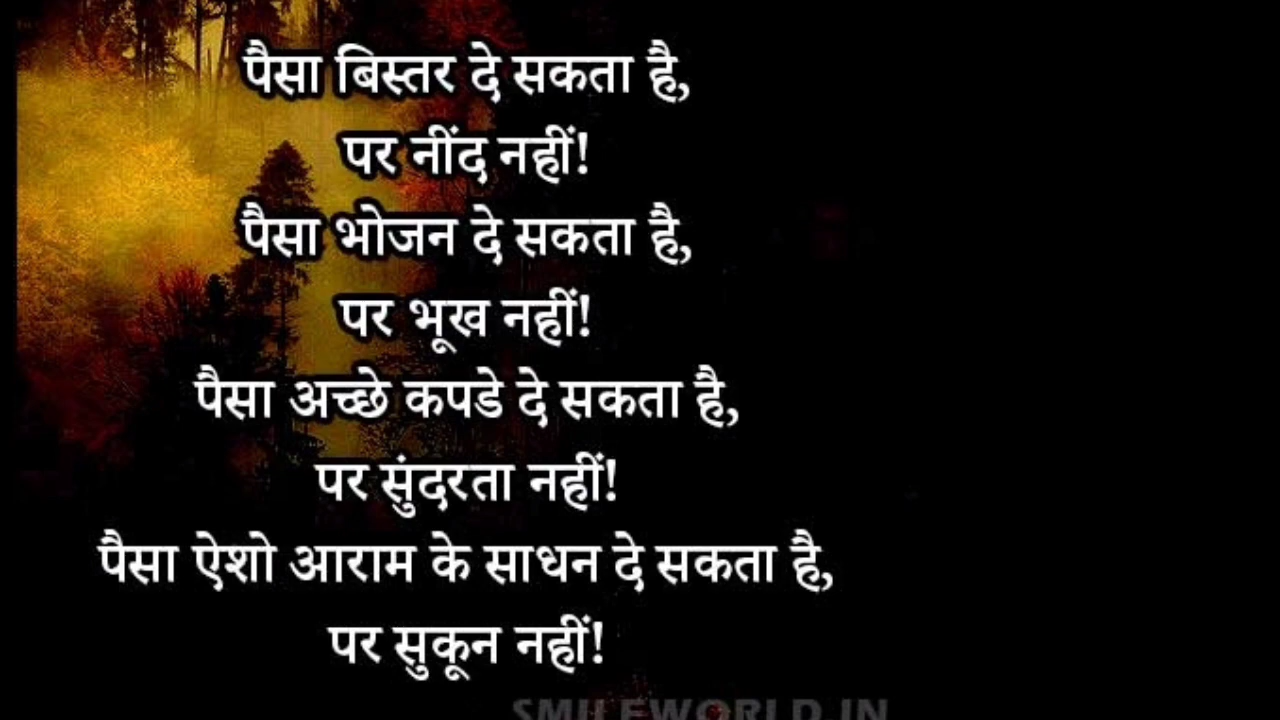 पैसा बिस्तर दे सकता है,
पर नींद नहीं!
पैसा भोजन दे सकता है,
पर भूख नहीं!
पैसा अच्छे कपडे दे सकता है,
पर सुंदरता नहीं!
पैसा ऐशो आराम के साधन दे सकता है,
पर सुकून नहीं!
SMILEWORLD.IN